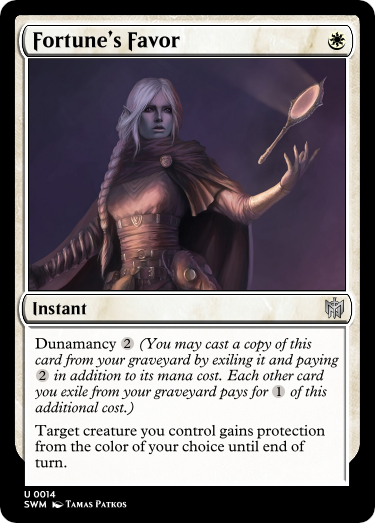 Fortune's Favor
Instant
Dunamancy 2 (You may cast a copy of this
card from your graveyard by exiling it and paying
2 in addition to its mana cost. Each other card
you exile from your graveyard pays for 1 of this
additional cost.)
Target creature you control gains protection
from the color of your choice until end of
turn.
U 0014
SWM Tamas Patkos